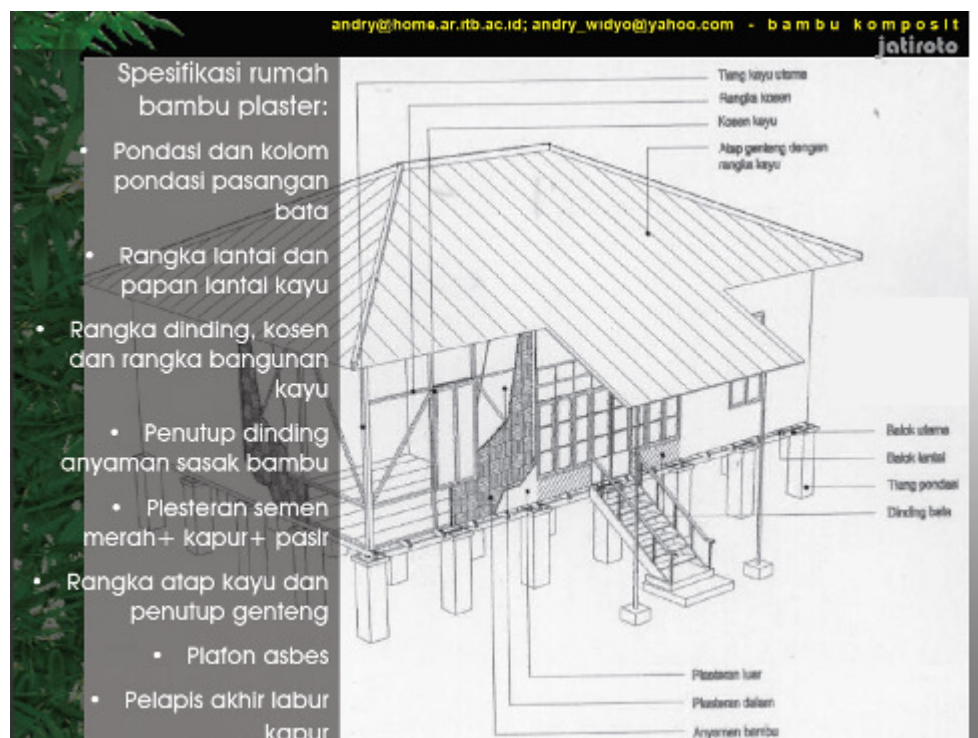 andry@home.ar.itb.ac.id; andry_widyo@yahoo.com - bambu komposit
jatiroto
Spesifikasi rumah
bambu plaster:
• Pondasi dan kolom
pondasi pasangan
bata
• Rangka lantai dan
papan lantai kayu
• Rangka dinding, kosen
dan rangka bangunan
kayu
• Penutup dinding
anyaman sasak bambu
• Plesteran semen
merah+ kapur+ pasir
• Rangka atap kayu dan
penutup genteng
• Plafon asbes
• Pelapis akhir labur
kapur
Tiang kayu utama
Rangka kosen
Kosen kayu
Atap genteng dengan
rangka kayu
Balok utama
Balok lantai
Tiang pondasi
Dinding bata
Plasteran luar
Plasteran dalam
Anyaman bambu